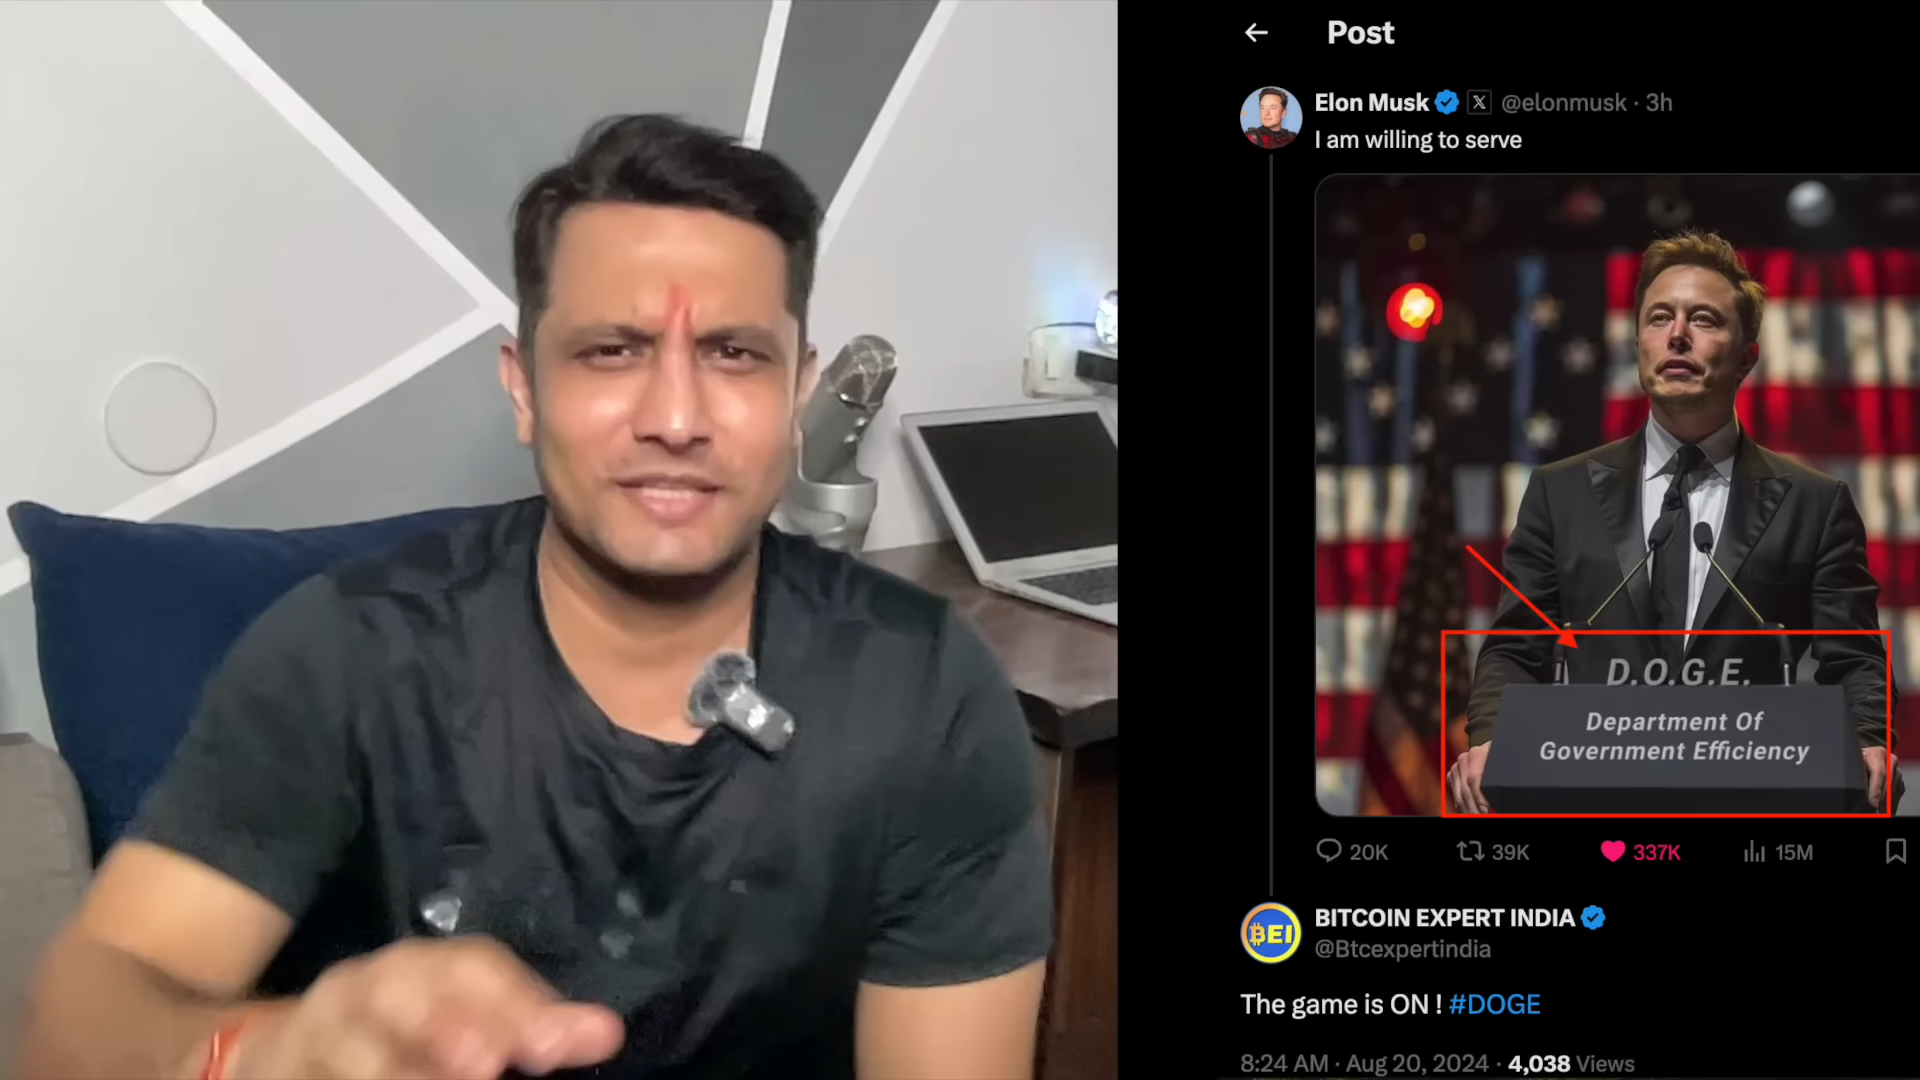 Post
Elon Musk @elonmusk · 3h
I am willing to serve
D.O.G.E.
Department Of
Government Efficiency
20K 39K 337K 15M
BEI
BITCOIN EXPERT INDIA
@Btcexpertindia
The game is ON ! #DOGE
8:24 AM · Aug 20, 2024 · 4,038 Views